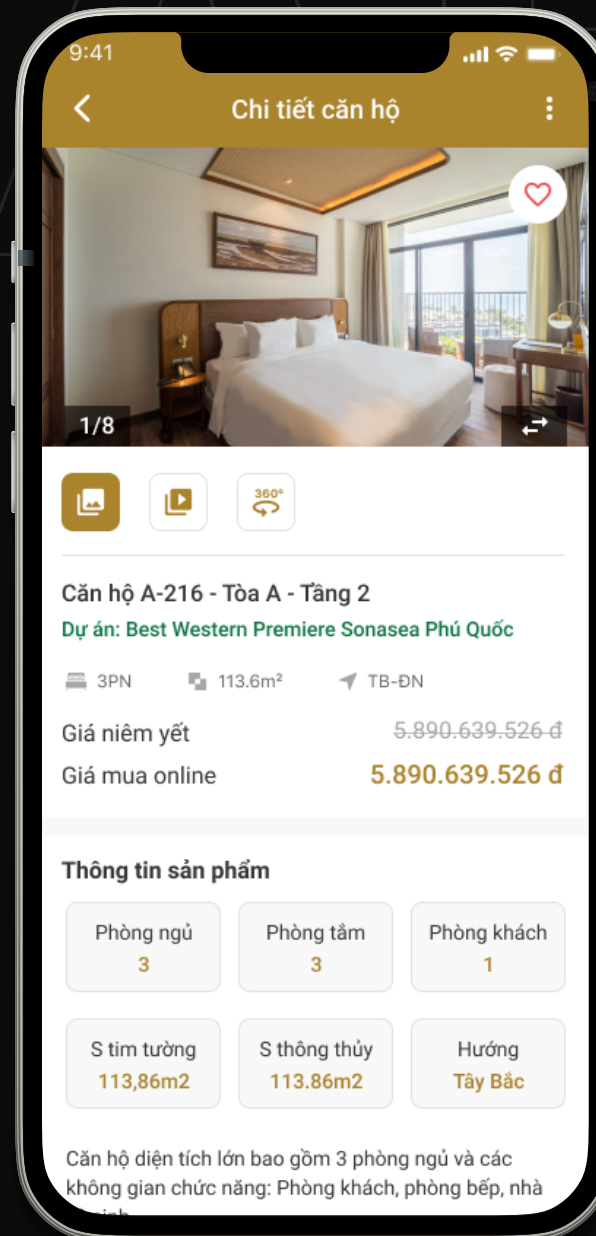 9:41
Chi tiết căn hộ
1/8
360°
Căn hộ A-216 - Tòa A - Tầng 2
Dự án: Best Western Premiere Sonasea Phú Quốc
3PN 113.6m² TB-ĐN
Giá niêm yết 5.890.639.526 đ
Giá mua online 5.890.639.526 đ
Thông tin sản phẩm
Phòng ngủ Phòng tắm Phòng khách
3 3 1
S tim tường S thông thủy Hướng
113,86m2 113.86m2 Tây Bắc
Căn hộ diện tích lớn bao gồm 3 phòng ngủ và các
không gian chức năng: Phòng khách, phòng bếp, nhà